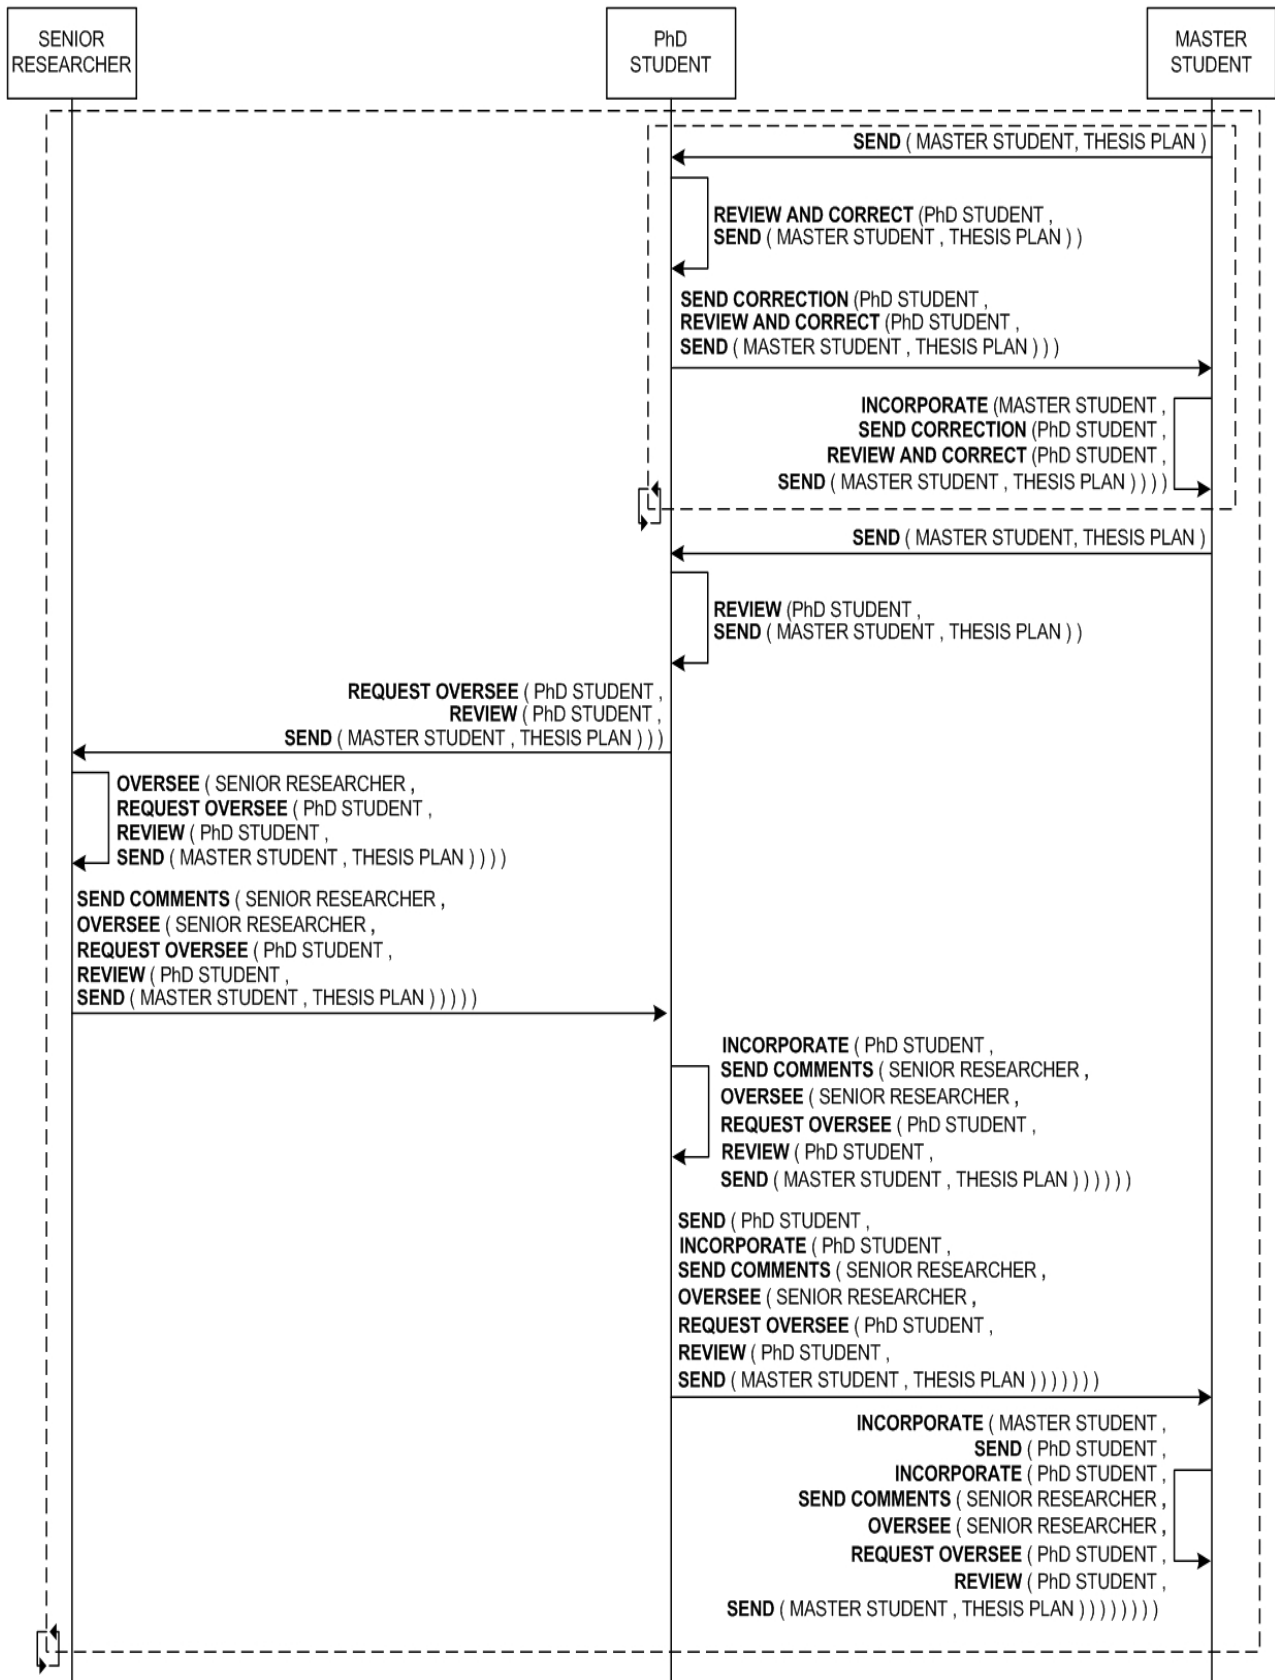 SENIOR
RESEARCHER
PhD
STUDENT
MASTER
STUDENT
SEND ( MASTER STUDENT, THESIS PLAN )
REVIEW AND CORRECT (PhD STUDENT ,
SEND ( MASTER STUDENT , THESIS PLAN ) )
SEND CORRECTION (PhD STUDENT ,
REVIEW AND CORRECT (PhD STUDENT ,
SEND ( MASTER STUDENT , THESIS PLAN ) ) )
INCORPORATE (MASTER STUDENT ,
SEND CORRECTION (PhD STUDENT ,
REVIEW AND CORRECT (PhD STUDENT ,
SEND ( MASTER STUDENT , THESIS PLAN ) ) ) )
SEND ( MASTER STUDENT, THESIS PLAN )
REVIEW (PhD STUDENT ,
SEND ( MASTER STUDENT , THESIS PLAN ) )
REQUEST OVERSEE ( PhD STUDENT ,
REVIEW ( PhD STUDENT ,
SEND ( MASTER STUDENT , THESIS PLAN ) ) )
OVERSEE ( SENIOR RESEARCHER ,
REQUEST OVERSEE ( PhD STUDENT ,
REVIEW ( PhD STUDENT ,
SEND ( MASTER STUDENT , THESIS PLAN ) ) ) )
SEND COMMENTS ( SENIOR RESEARCHER ,
OVERSEE ( SENIOR RESEARCHER ,
REQUEST OVERSEE ( PhD STUDENT ,
REVIEW ( PhD STUDENT ,
SEND ( MASTER STUDENT , THESIS PLAN ) ) ) ) )
INCORPORATE ( PhD STUDENT ,
SEND COMMENTS ( SENIOR RESEARCHER ,
OVERSEE ( SENIOR RESEARCHER ,
REQUEST OVERSEE ( PhD STUDENT ,
REVIEW ( PhD STUDENT ,
SEND ( MASTER STUDENT , THESIS PLAN ) ) ) ) ) )
SEND ( PhD STUDENT ,
INCORPORATE ( PhD STUDENT ,
SEND COMMENTS ( SENIOR RESEARCHER ,
OVERSEE ( SENIOR RESEARCHER ,
REQUEST OVERSEE ( PhD STUDENT ,
REVIEW ( PhD STUDENT ,
SEND ( MASTER STUDENT , THESIS PLAN ) ) ) ) ) ) )
INCORPORATE ( MASTER STUDENT ,
SEND ( PhD STUDENT ,
INCORPORATE ( PhD STUDENT ,
SEND COMMENTS ( SENIOR RESEARCHER ,
OVERSEE ( SENIOR RESEARCHER ,
REQUEST OVERSEE ( PhD STUDENT ,
REVIEW ( PhD STUDENT ,
SEND ( MASTER STUDENT , THESIS PLAN ) ) ) ) ) ) ) )